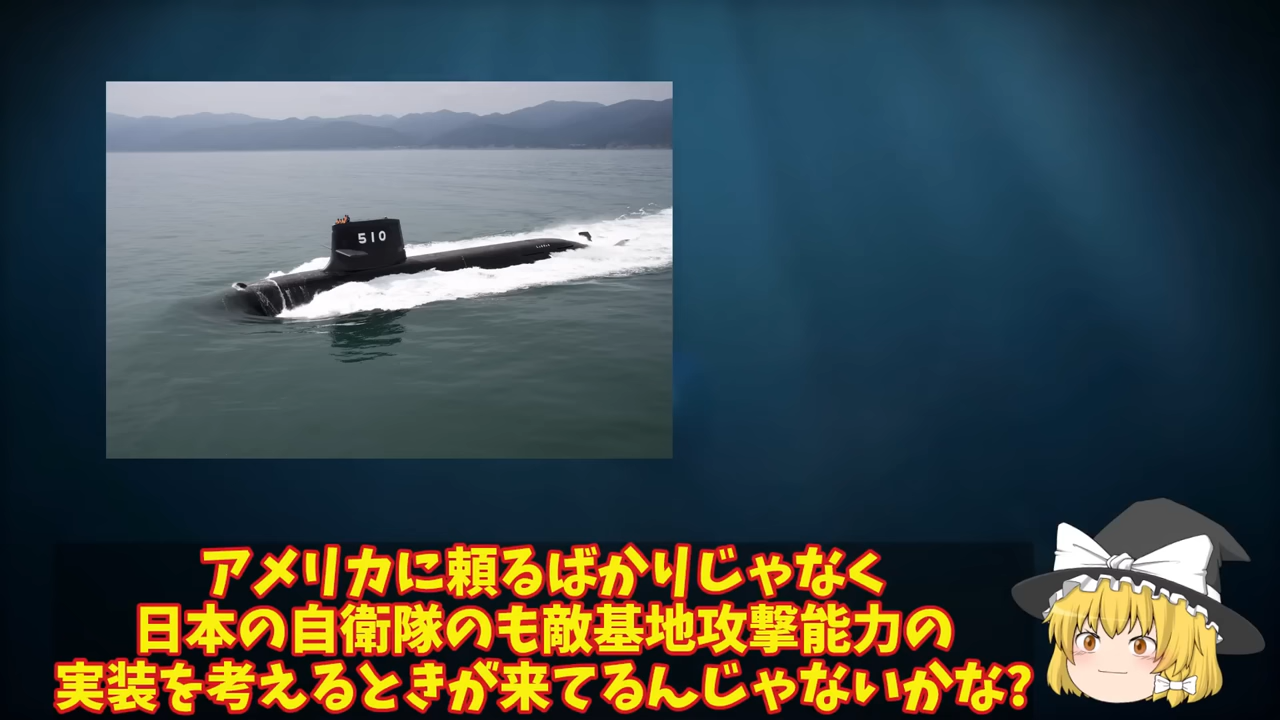 510
アメリカに頼るばかりじゃなく
日本の自衛隊のも敵基地攻撃能力の
実装を考えるときが来てるんじゃないかな?